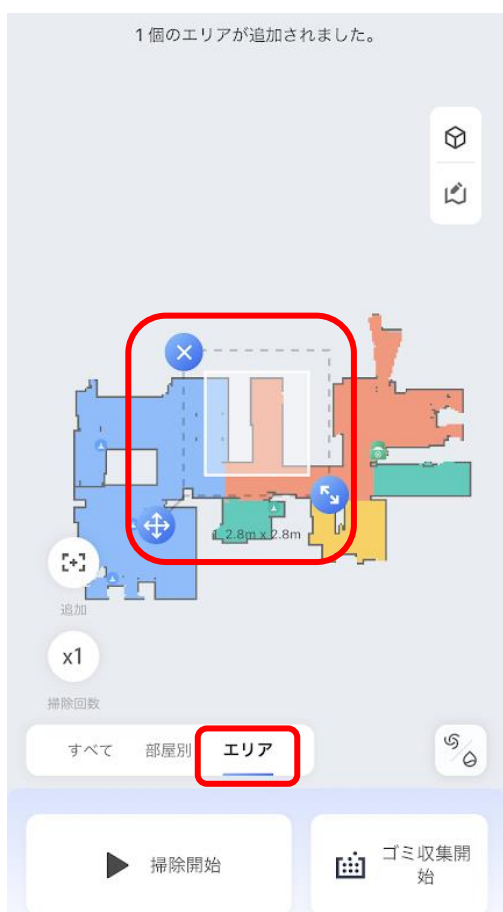 1個のエリアが追加されました。
2.8m x 2.8m
追加
x1
掃除回数
すべて 部屋別 エリア
掃除開始
ゴミ収集開
始